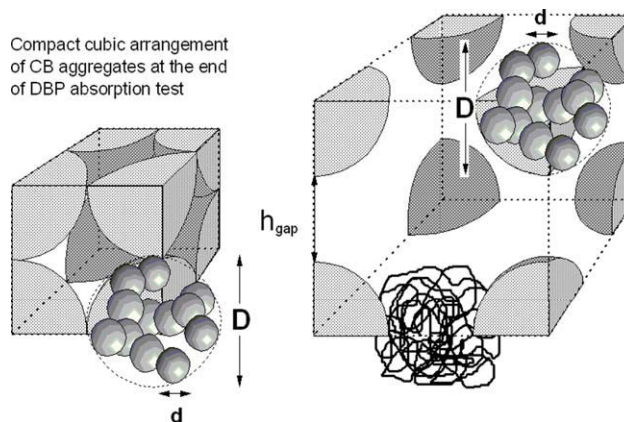 Compact cubic arrangement
of CB aggregates at the end
of DBP absorption test
d
D
h_gap
D
d